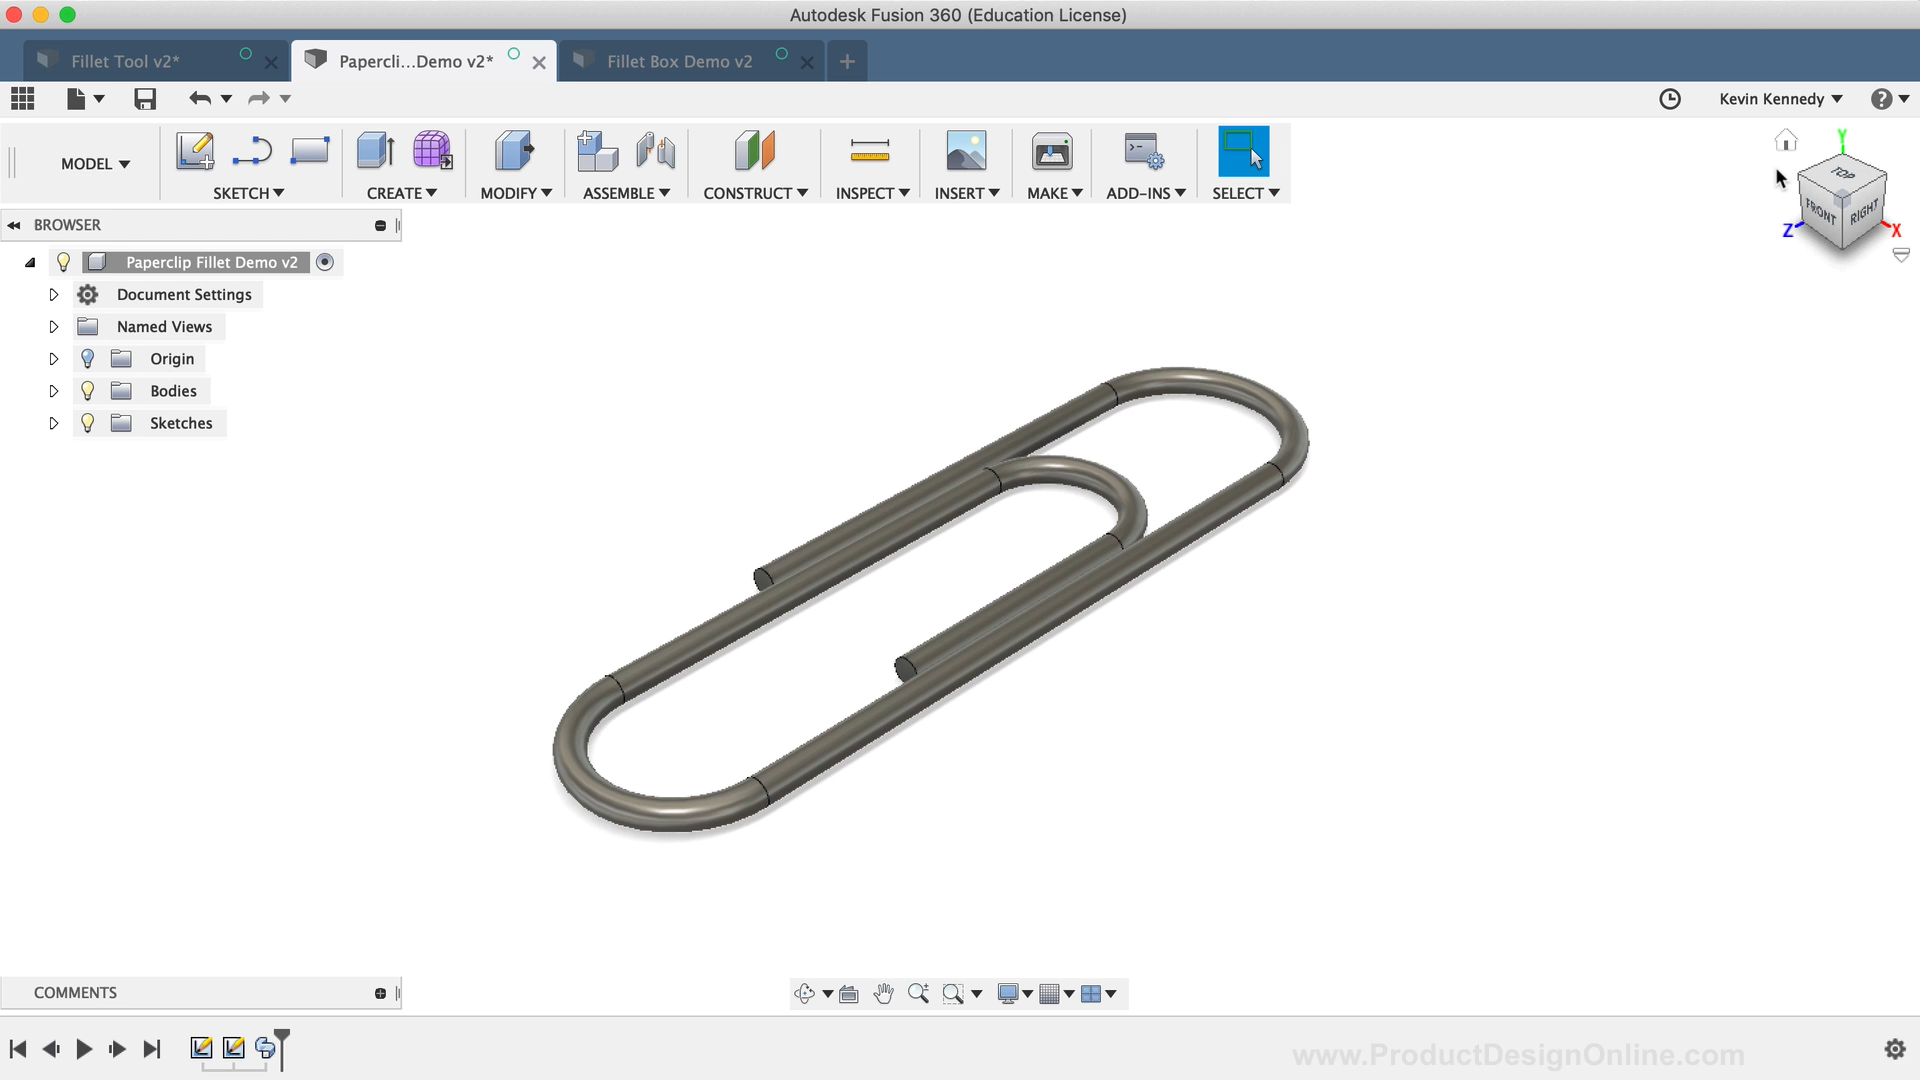 Autodesk Fusion 360 (Education License)
Fillet Tool v2*
Papercli...Demo v2*
Fillet Box Demo v2
Kevin Kennedy
MODEL
SKETCH
CREATE
MODIFY
ASSEMBLE
CONSTRUCT
INSPECT
INSERT
MAKE
ADD-INS
SELECT
Y
TOP
FRONT
RIGHT
Z
X
BROWSER
Paperclip Fillet Demo v2
Document Settings
Named Views
Origin
Bodies
Sketches
COMMENTS
www.ProductDesignOnline.com